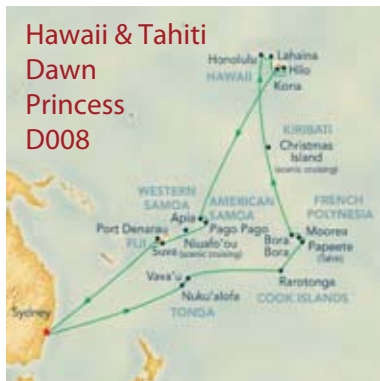 Hawaii & Tahiti
Dawn
Princess
D008
Honolulu
Lahaina
HAWAII
Hilo
Kona
KIRIBATI
Christmas
Island
(scenic cruising)
WESTERN
SAMOA
AMERICAN
SAMOA
FRENCH
POLYNESIA
Apia
Pago Pago
Port Denarau
FIJI
Suva
Niuafo'ou
(scenic cruising)
Moorea
Bora
Bora
Papeete
Vava'u
Rarotonga
Nuku'alofa
COOK ISLANDS
TONGA
Sydney